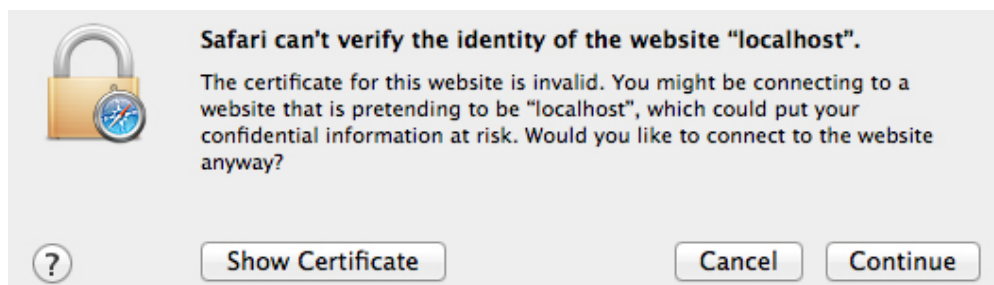 Safari can't verify the identity of the website “localhost”.
The certificate for this website is invalid. You might be connecting to a
website that is pretending to be “localhost”, which could put your
confidential information at risk. Would you like to connect to the website
anyway?
? Show Certificate Cancel Continue